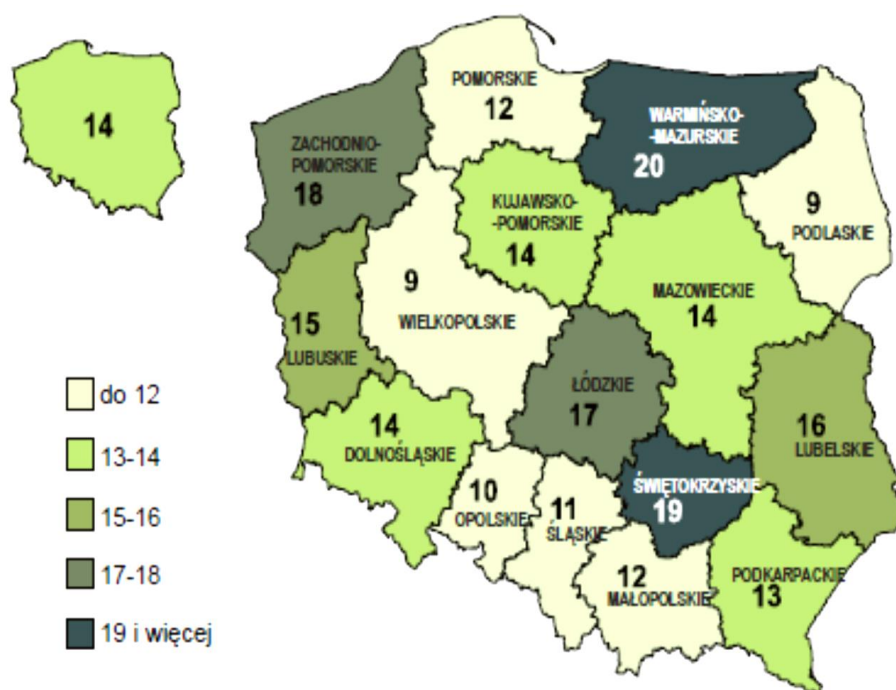 14
POMORSKIE
12
WARMIŃSKO-
-MAZURSKIE
20
ZACHODNIO-
POMORSKIE
18
KUJAWSKO-
-POMORSKIE
14
9
PODLASKIE
9
WIELKOPOLSKIE
MAZOWIECKIE
14
15
LUBUSKIE
ŁÓDZKIE
17
14
DOLNOŚLĄSKIE
16
LUBELSKIE
10
OPOLSKIE
11
ŚLĄSKIE
ŚWIĘTOKRZYSKIE
19
12
MAŁOPOLSKIE
PODKARPACKIE
13
do 12
13-14
15-16
17-18
19 i więcej